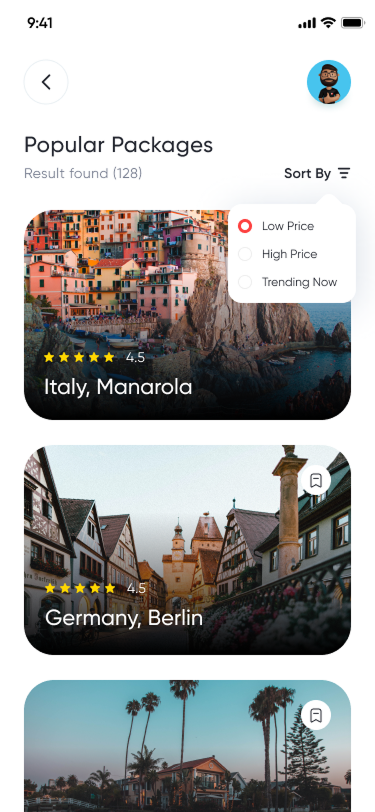 9:41
Popular Packages
Result found (128)
Sort By
Low Price
High Price
Trending Now
4.5
Italy, Manarola
4.5
Germany, Berlin